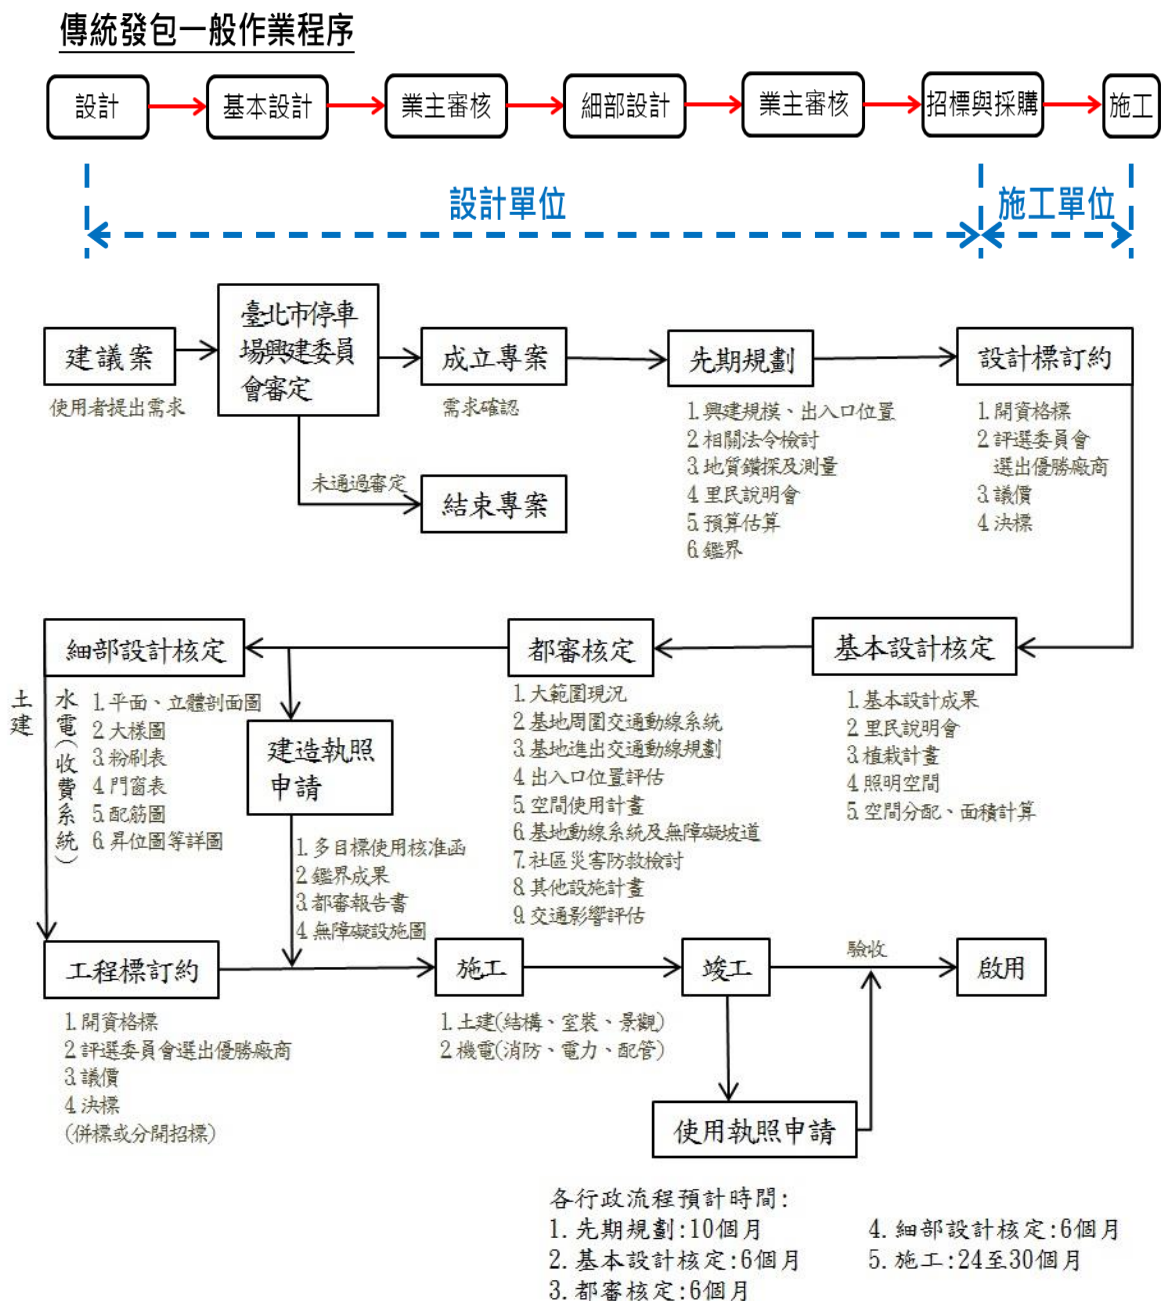 傳統發包一般作業程序
設計
基本設計
業主審核
細部設計
業主審核
招標與採購
施工
設計單位
施工單位
建議案
使用者提出需求
臺北市停車
場興建委員
會審定
成立專案
需求確認
未通過審定
結束專案
先期規劃
1.興建規模、出入口位置
2.相關法令檢討
3.地質鑽探及測量
4.里民說明會
5.預算估算
6.鑑界
設計標訂約
1.開資格標
2.評選委員會
選出優勝廠商
3.議價
4.決標
基本設計核定
1.基本設計成果
2.里民說明會
3.植栽計畫
4.照明空間
5.空間分配、面積計算
都審核定
1.大範圍現況
2.基地周圍交通動線系統
3.基地進出交通動線規劃
4.出入口位置評估
5.空間使用計畫
6.基地動線系統及無障礙坡道
7.社區災害防救檢討
8.其他設施計畫
9.交通影響評估
細部設計核定
1.平面、立體剖面圖
2.大樣圖
3.粉刷表
4.門窗表
5.配筋圖
6.昇位圖等詳圖
土建
水電(收費系統)
建造執照
申請
1.多目標使用核准函
2.鑑界成果
3.都審報告書
4.無障礙設施圖
工程標訂約
1.開資格標
2.評選委員會選出優勝廠商
3.議價
4.決標
(併標或分開招標)
施工
1.土建(結構、室裝、景觀)
2.機電(消防、電力、配管)
竣工
驗收
啟用
使用執照申請
各行政流程預計時間:
1.先期規劃:10個月
2.基本設計核定:6個月
3.都審核定:6個月
4.細部設計核定:6個月
5.施工:24至30個月